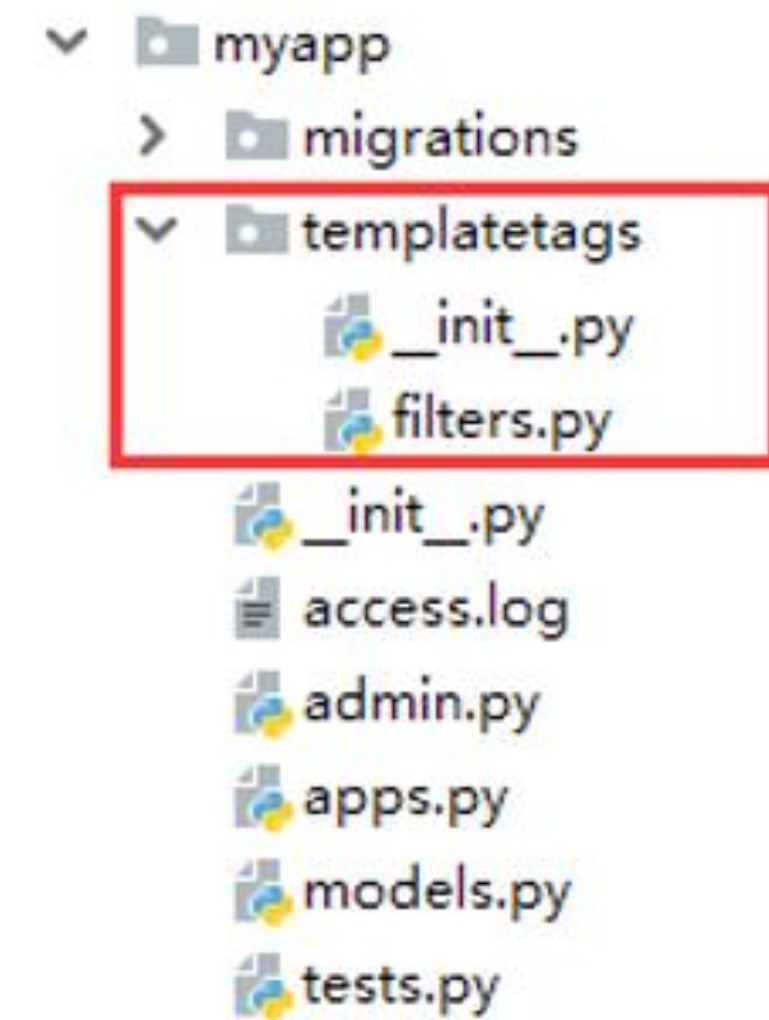 myapp
migrations
templatetags
__init__.py
filters.py
__init__.py
access.log
admin.py
apps.py
models.py
tests.py